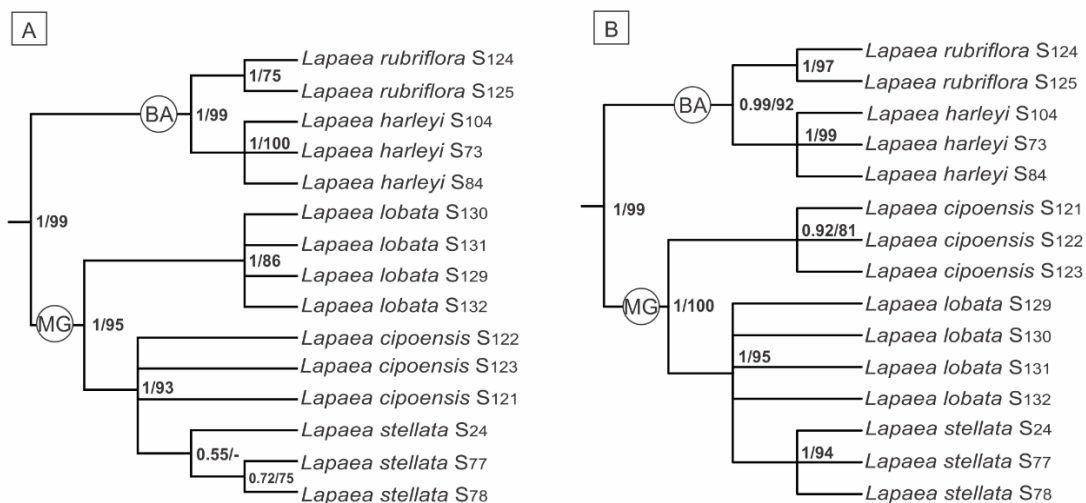 A
Lapaea rubriflora S124
1/75
Lapaea rubriflora S125
BA
1/99
Lapaea harleyi S104
1/100
Lapaea harleyi S73
Lapaea harleyi S84
1/99
Lapaea lobata S130
Lapaea lobata S131
1/86
Lapaea lobata S129
Lapaea lobata S132
MG
1/95
Lapaea cipoensis S122
Lapaea cipoensis S123
1/93
Lapaea cipoensis S121
Lapaea stellata S24
0.55/-
Lapaea stellata S77
0.72/75
Lapaea stellata S78
B
Lapaea rubriflora S124
1/97
Lapaea rubriflora S125
BA
0.99/92
Lapaea harleyi S104
1/99
Lapaea harleyi S73
Lapaea harleyi S84
1/99
Lapaea cipoensis S121
0.92/81
Lapaea cipoensis S122
Lapaea cipoensis S123
MG
1/100
Lapaea lobata S129
Lapaea lobata S130
1/95
Lapaea lobata S131
Lapaea lobata S132
Lapaea stellata S24
1/94
Lapaea stellata S77
Lapaea stellata S78